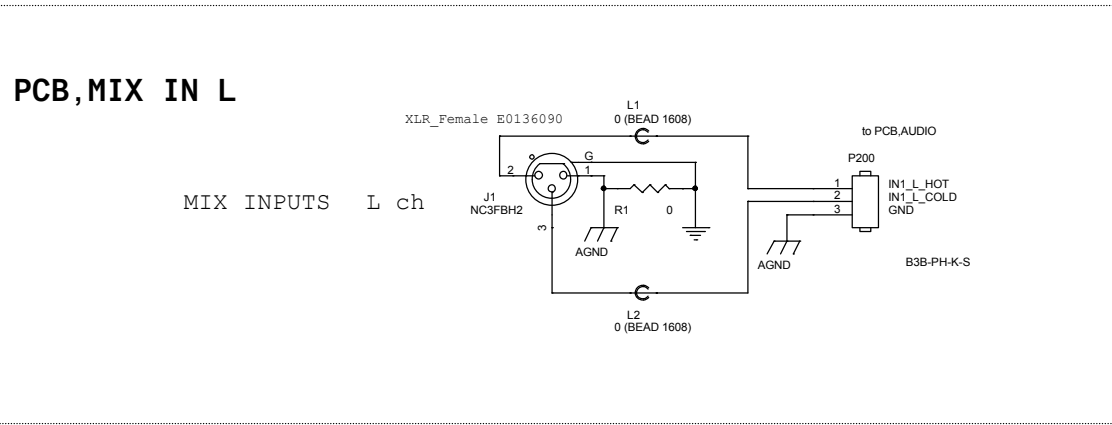 PCB,MIX IN L
XLR_Female E0136090
L1
0 (BEAD 1608)
to PCB,AUDIO
P200
G
2
1
1
IN1_L_HOT
2
IN1_L_COLD
3
GND
MIX INPUTS L ch
J1
NC3FBH2
R1 0
3
AGND
AGND
B3B-PH-K-S
L2
0 (BEAD 1608)